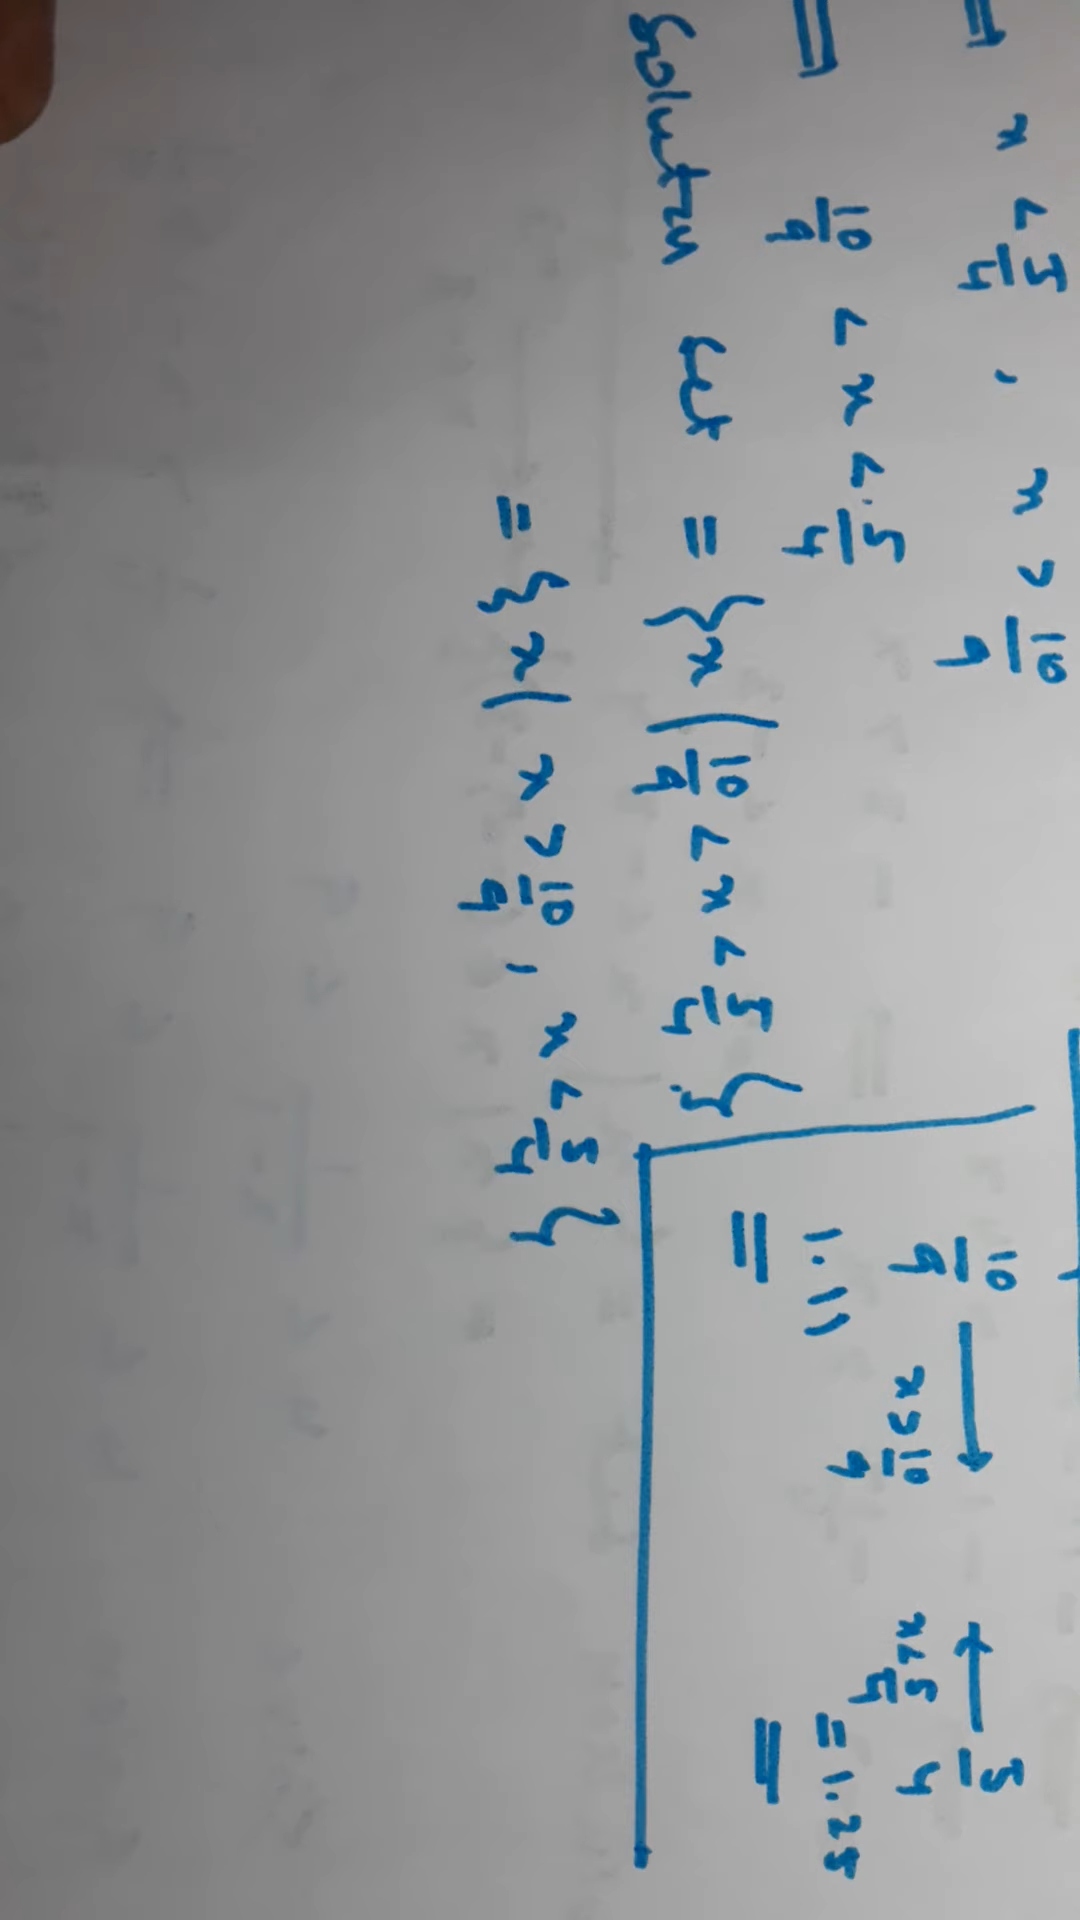 ⇒ x < 5/4 , x > 10/9
10/9 < x < 5/4
Solution set = {x | 10/9 < x < 5/4}
= {x | x > 10/9 , x < 5/4}
10/9 → ← 5/4
x > 10/9 x < 5/4
1.11 = 1.25